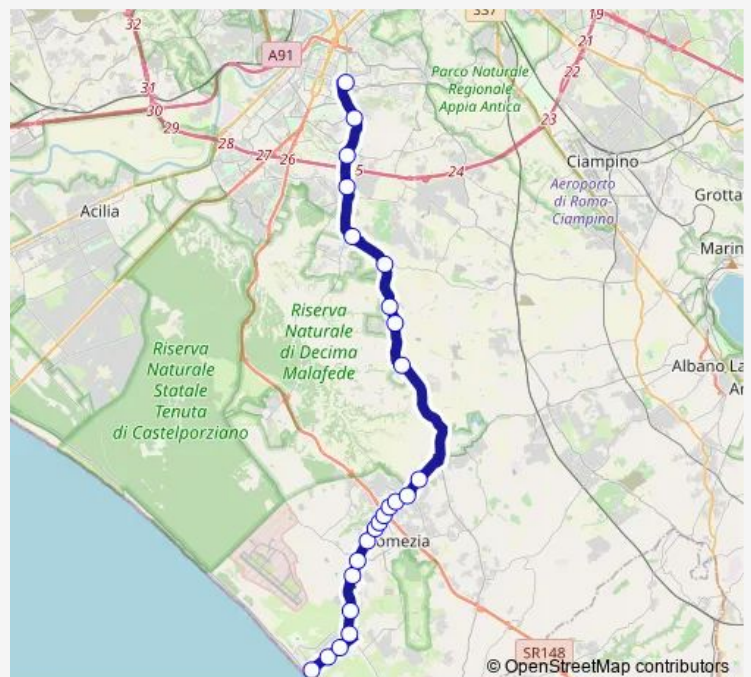 32
SS7
19
A91
21
Parco Naturale
Regionale
Appia Antica
22
31
30
29
28
27
26
5
24
23
Ciampino
Aeroporto
di Roma-
Ciampino
Grotta
Acilia
Marin
Riserva
Naturale
di Decima
Malafede
Riserva
Naturale
Statale
Tenuta
di Castelporziano
Albano La
Ar
omezia
SR148
© OpenStreetMap contributors